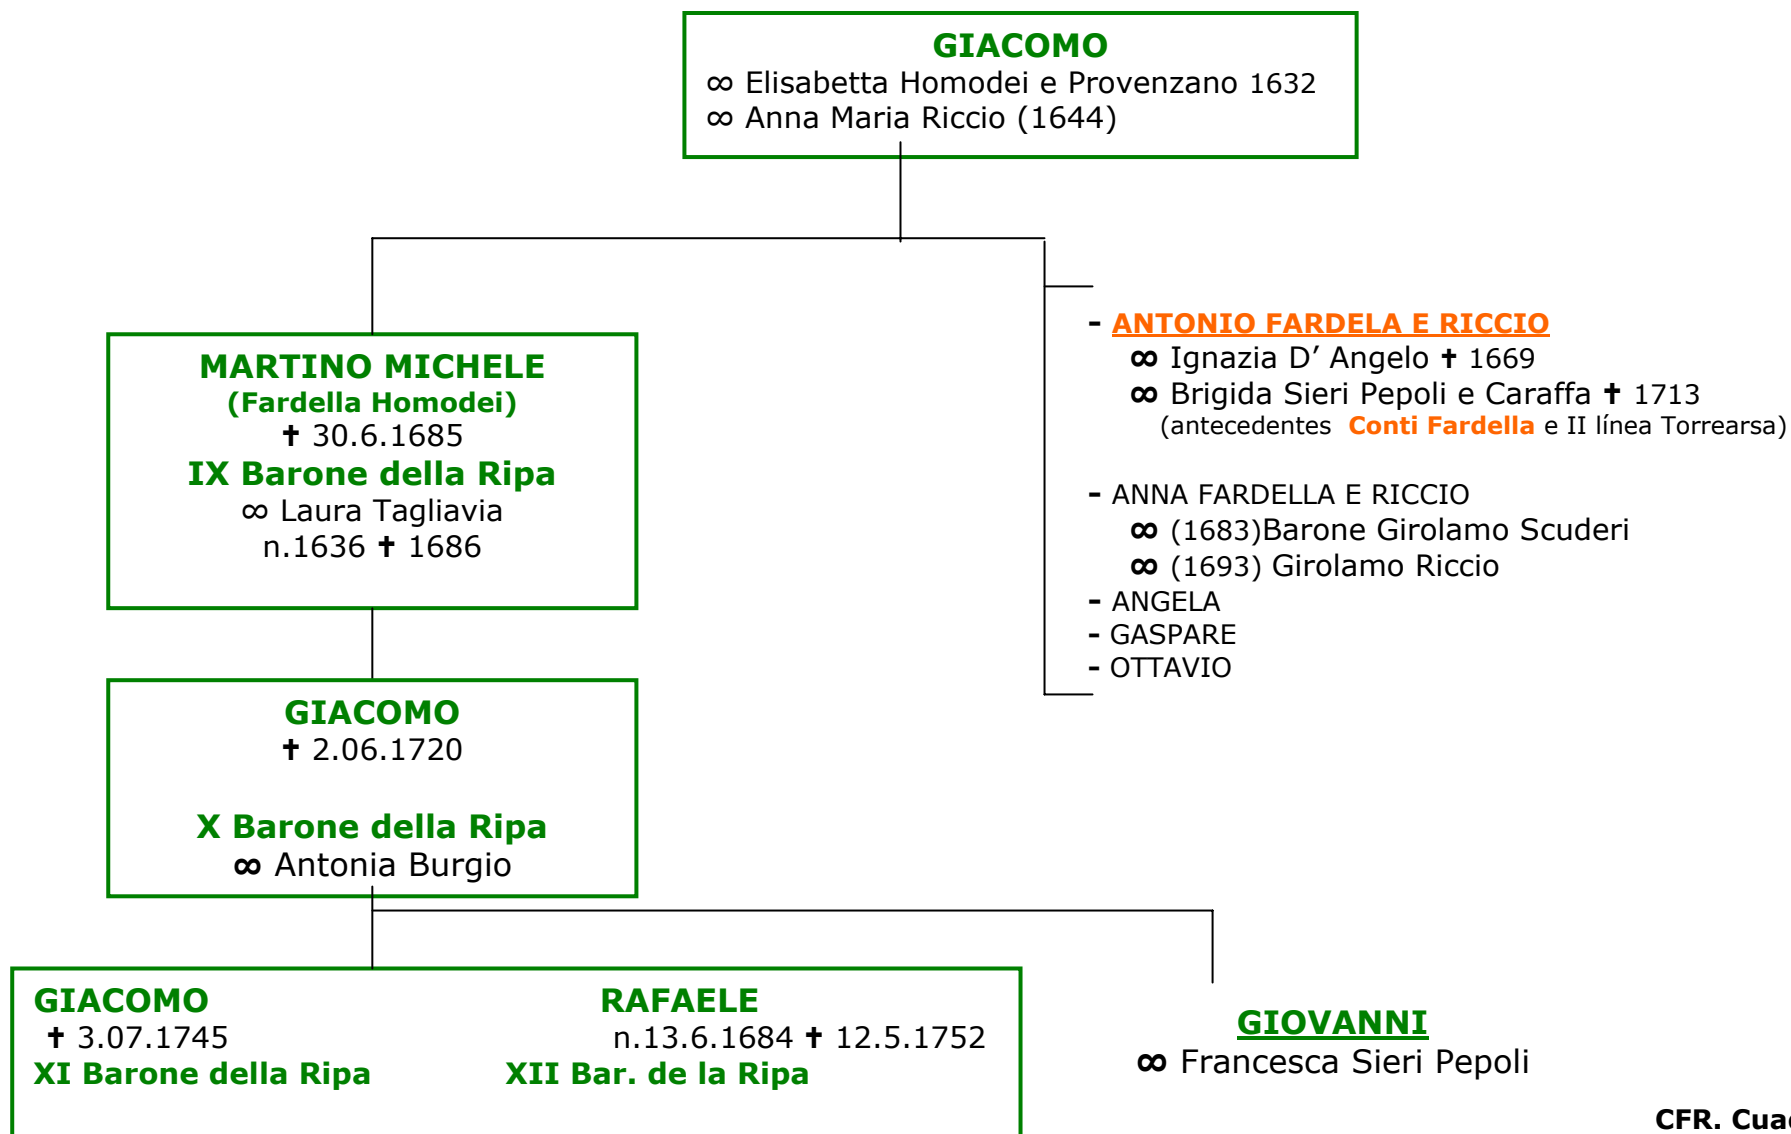 GIACOMO
∞ Elisabetta Homodei e Provenzano 1632
∞ Anna Maria Riccio (1644)
- ANTONIO FARDELA E RICCIO
∞ Ignazia D’ Angelo ✝ 1669
∞ Brigida Sieri Pepoli e Caraffa ✝ 1713
(antecedentes Conti Fardella e II línea Torrearsa)
- ANNA FARDELLA E RICCIO
∞ (1683)Barone Girolamo Scuderi
∞ (1693) Girolamo Riccio
- ANGELA
- GASPARE
- OTTAVIO
MARTINO MICHELE
(Fardella Homodei)
✝ 30.6.1685
IX Barone della Ripa
∞ Laura Tagliavia
n.1636 ✝ 1686
GIACOMO
✝ 2.06.1720
X Barone della Ripa
∞ Antonia Burgio
GIACOMO
✝ 3.07.1745
XI Barone della Ripa
RAFAELE
n.13.6.1684 ✝ 12.5.1752
XII Bar. de la Ripa
GIOVANNI
∞ Francesca Sieri Pepoli
CFR.